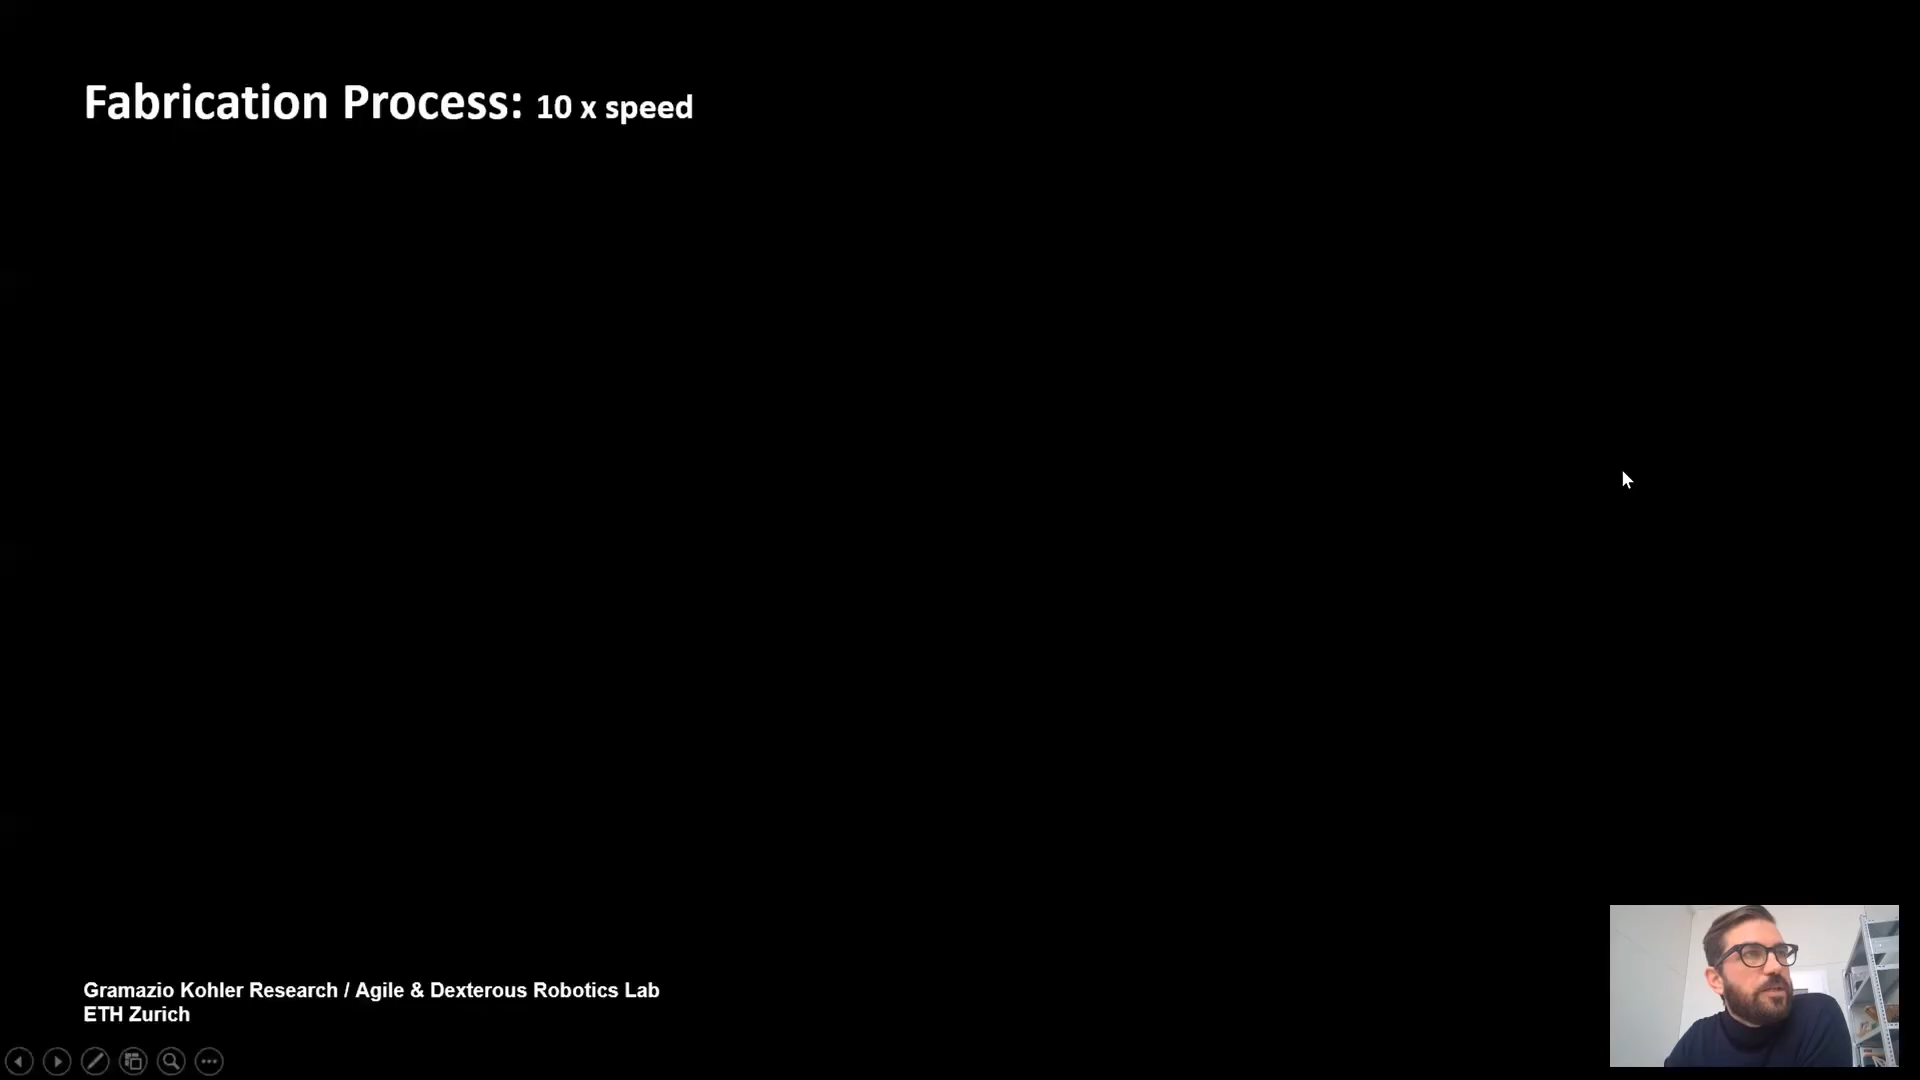 Fabrication Process: 10 x speed
Gramazio Kohler Research / Agile & Dexterous Robotics Lab
ETH Zurich